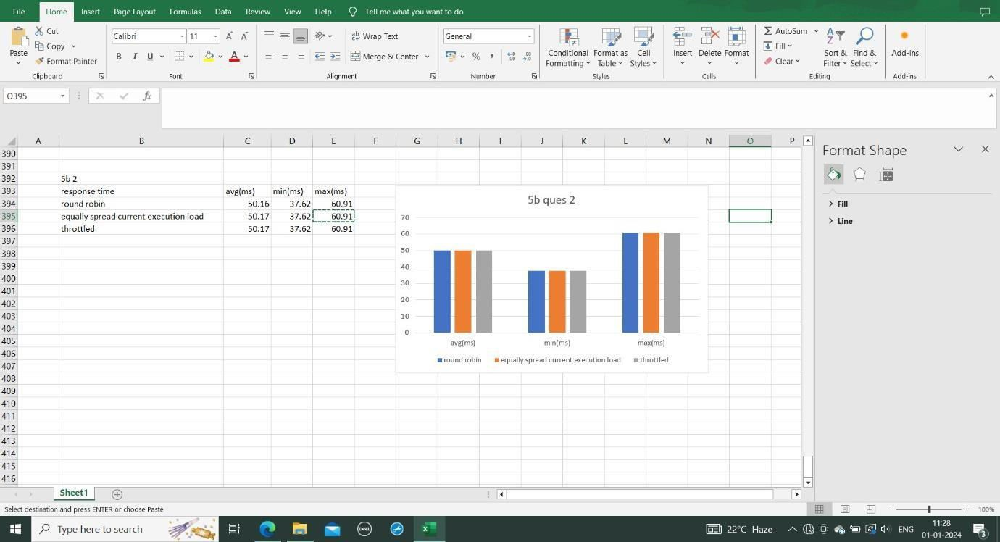 File Home Insert Page Layout Formulas Data Review View Help Tell me what you want to do
Paste Cut Copy Format Painter
Calibri 11 A A
B I U A
Wrap Text
Merge & Center
General
%
Conditional Formatting Format as Table Cell Styles
Insert Delete Format
AutoSum Fill Clear
Sort & Filter Find & Select
Add-ins
Clipboard Font Alignment Number Styles Cells Editing Add-ins
O395 fx
A B C D E F G H I J K L M N O P
390
391
392 5b 2
393 response time avg(ms) min(ms) max(ms)
394 round robin 50.16 37.62 60.91
395 equally spread current execution load 50.17 37.62 60.91
396 throttled 50.17 37.62 60.91
397
398
399
400
401
402
403
404
405
406
407
408
409
410
411
412
413
414
415
416
5b ques 2
70
60
50
40
30
20
10
0
avg(ms) min(ms) max(ms)
round robin equally spread current execution load throttled
Format Shape
Fill
Line
Sheet1
Select destination and press ENTER or choose Paste
100%
Type here to search
DELL
22°C Haze
ENG
11:28
01-01-2024
3